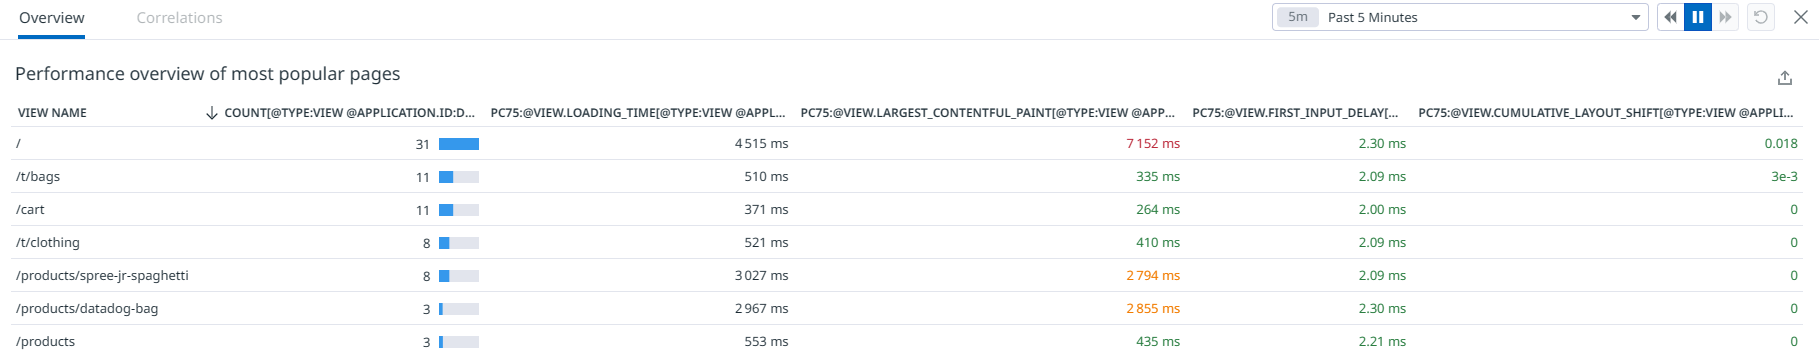 Overview Correlations 5m Past 5 Minutes
Performance overview of most popular pages
VIEW NAME COUNT[@TYPE:VIEW @APPLICATION.ID:D... PC75:@VIEW.LOADING_TIME[@TYPE:VIEW @APPL... PC75:@VIEW.LARGEST_CONTENTFUL_PAINT[@TYPE:VIEW @APP... PC75:@VIEW.FIRST_INPUT_DELAY[... PC75:@VIEW.CUMULATIVE_LAYOUT_SHIFT[@TYPE:VIEW @APPLI...
/ 31 4 515 ms 7 152 ms 2.30 ms 0.018
/t/bags 11 510 ms 335 ms 2.09 ms 3e-3
/cart 11 371 ms 264 ms 2.00 ms 0
/t/clothing 8 521 ms 410 ms 2.09 ms 0
/products/spree-jr-spaghetti 8 3 027 ms 2 794 ms 2.09 ms 0
/products/datadog-bag 3 2 967 ms 2 855 ms 2.30 ms 0
/products 3 553 ms 435 ms 2.21 ms 0